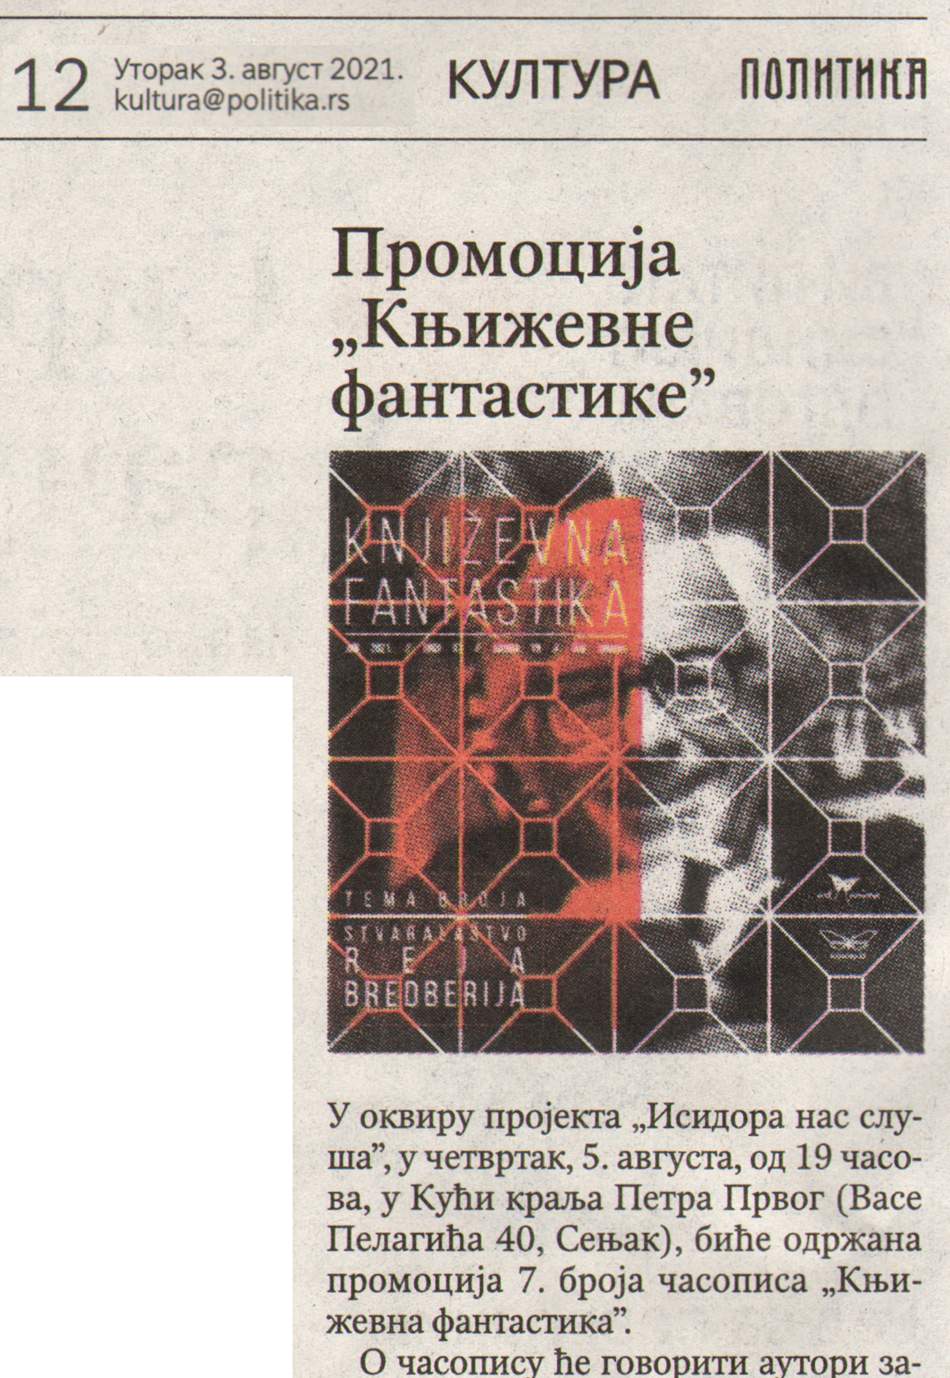 12
Уторак 3. август 2021.
kultura@politika.rs
КУЛТУРА
ПОЛИТИКА
Промоција
„Књижевне
фантастике”
KNJIŽEVNA
FANTASTIKA
TEMA BROJA
STVARALAŠTVO
REJA
BREDBERIJA
У оквиру пројекта „Исидора нас слу-
ша”, у четвртак, 5. августа, од 19 часо-
ва, у Кући краља Петра Првог (Васе
Пелагића 40, Сењак), биће одржана
промоција 7. броја часописа „Књи-
жевна фантастика”.
О часопису ће говорити аутори за-